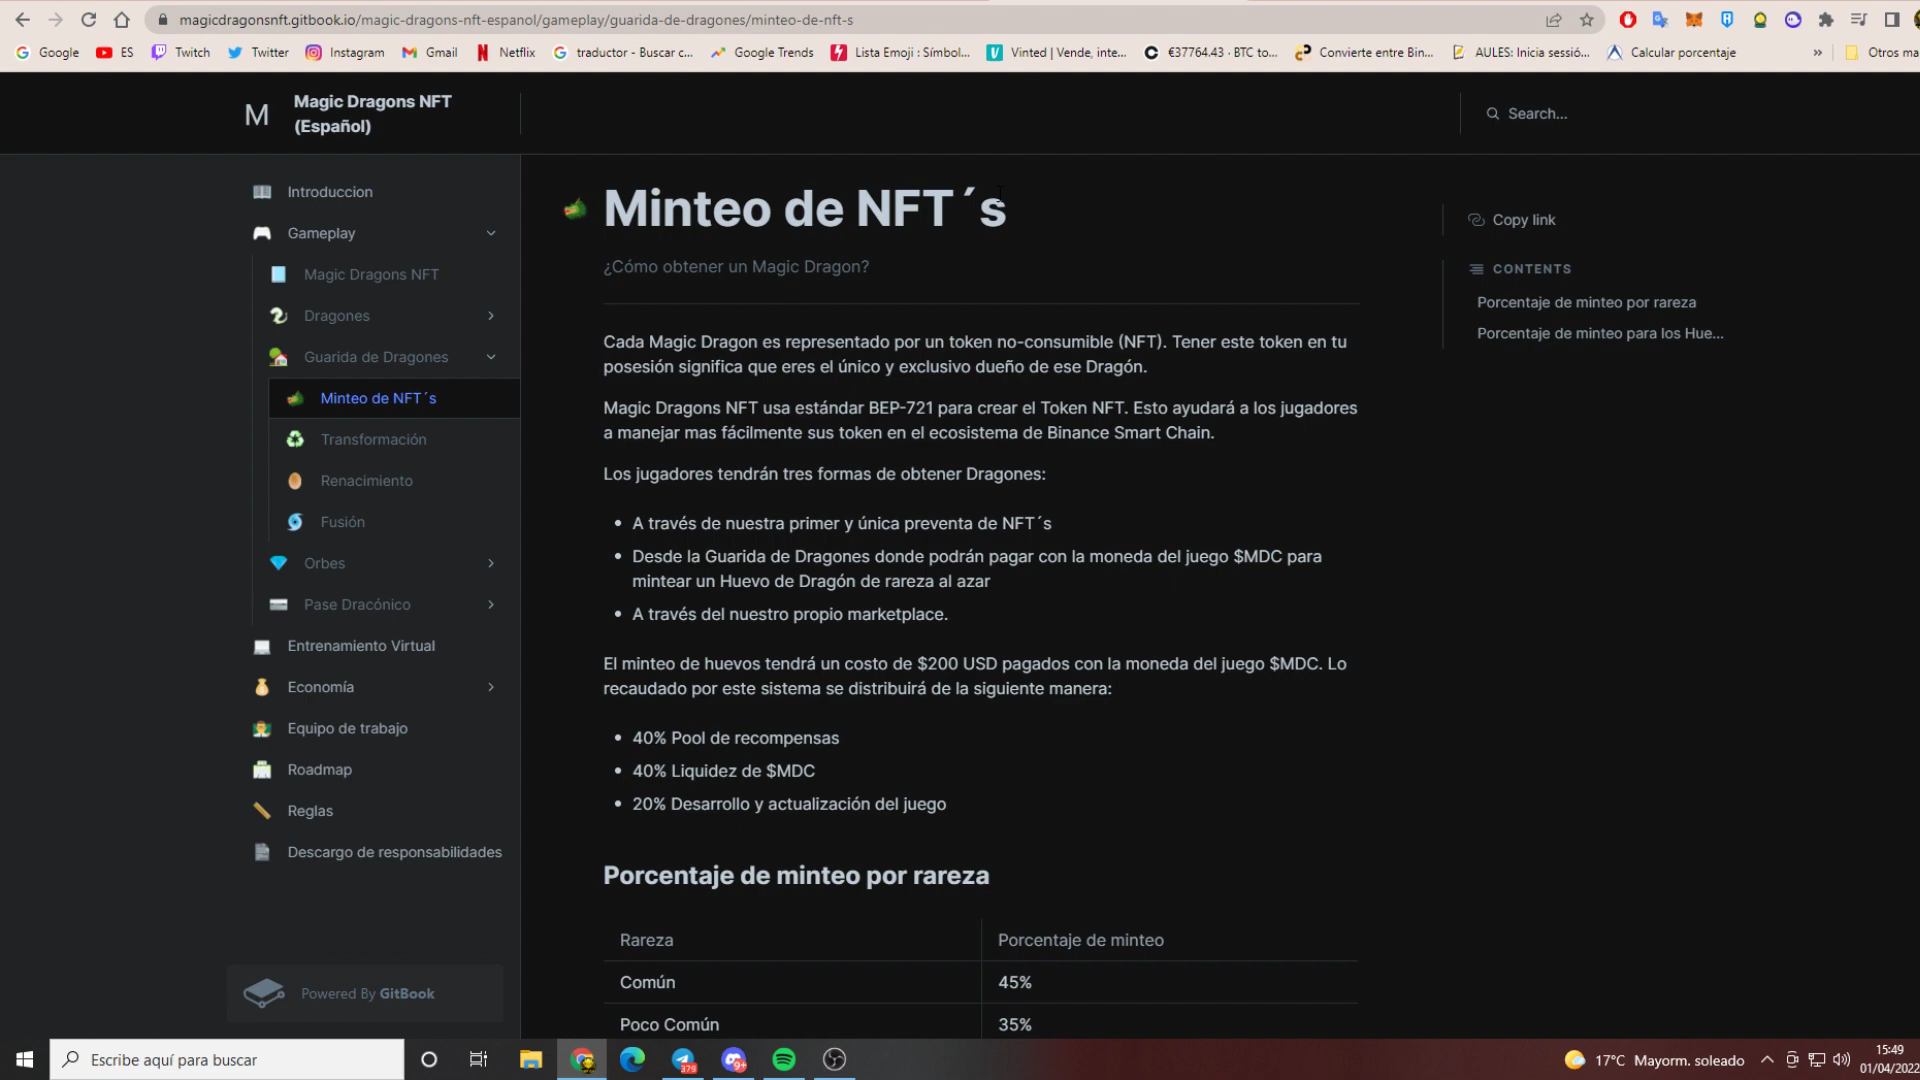 magicdragonsnft.gitbook.io/magic-dragons-nft-espanol/gameplay/guarida-de-dragones/minteo-de-nft-s
Google
ES
Twitch
Twitter
Instagram
Gmail
Netflix
traductor - Buscar c...
Google Trends
Lista Emoji : Símbol...
Vinted | Vende, inte...
€37764.43 · BTC to...
Convierte entre Bin...
AULES: Inicia sessió...
Calcular porcentaje
»
Otros ma
M
Magic Dragons NFT
(Español)
Search...
Introduccion
Gameplay
Magic Dragons NFT
Dragones
Guarida de Dragones
Minteo de NFT´s
Transformación
Renacimiento
Fusión
Orbes
Pase Dracónico
Entrenamiento Virtual
Economía
Equipo de trabajo
Roadmap
Reglas
Descargo de responsabilidades
Powered By GitBook
Minteo de NFT´s
¿Cómo obtener un Magic Dragon?
Cada Magic Dragon es representado por un token no-consumible (NFT). Tener este token en tu
posesión significa que eres el único y exclusivo dueño de ese Dragón.
Magic Dragons NFT usa estándar BEP-721 para crear el Token NFT. Esto ayudará a los jugadores
a manejar mas fácilmente sus token en el ecosistema de Binance Smart Chain.
Los jugadores tendrán tres formas de obtener Dragones:
• A través de nuestra primer y única preventa de NFT´s
• Desde la Guarida de Dragones donde podrán pagar con la moneda del juego $MDC para
mintear un Huevo de Dragón de rareza al azar
• A través del nuestro propio marketplace.
El minteo de huevos tendrá un costo de $200 USD pagados con la moneda del juego $MDC. Lo
recaudado por este sistema se distribuirá de la siguiente manera:
• 40% Pool de recompensas
• 40% Liquidez de $MDC
• 20% Desarrollo y actualización del juego
Porcentaje de minteo por rareza
Rareza Porcentaje de minteo
Común 45%
Poco Común 35%
Copy link
CONTENTS
Porcentaje de minteo por rareza
Porcentaje de minteo para los Hue...
Escribe aquí para buscar
379
9+
17°C Mayorm. soleado
15:49
01/04/2022